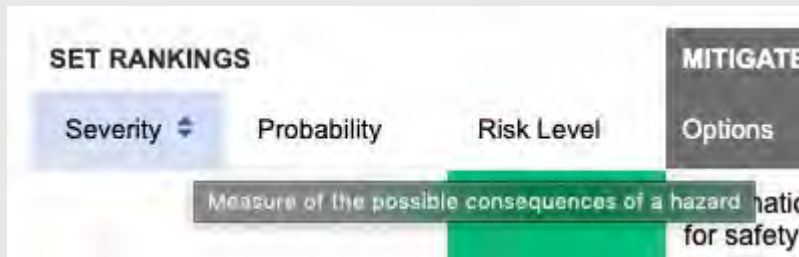 SET RANKINGS
MITIGATE
Severity
Probability
Risk Level
Options
Measure of the possible consequences of a hazard
for safety